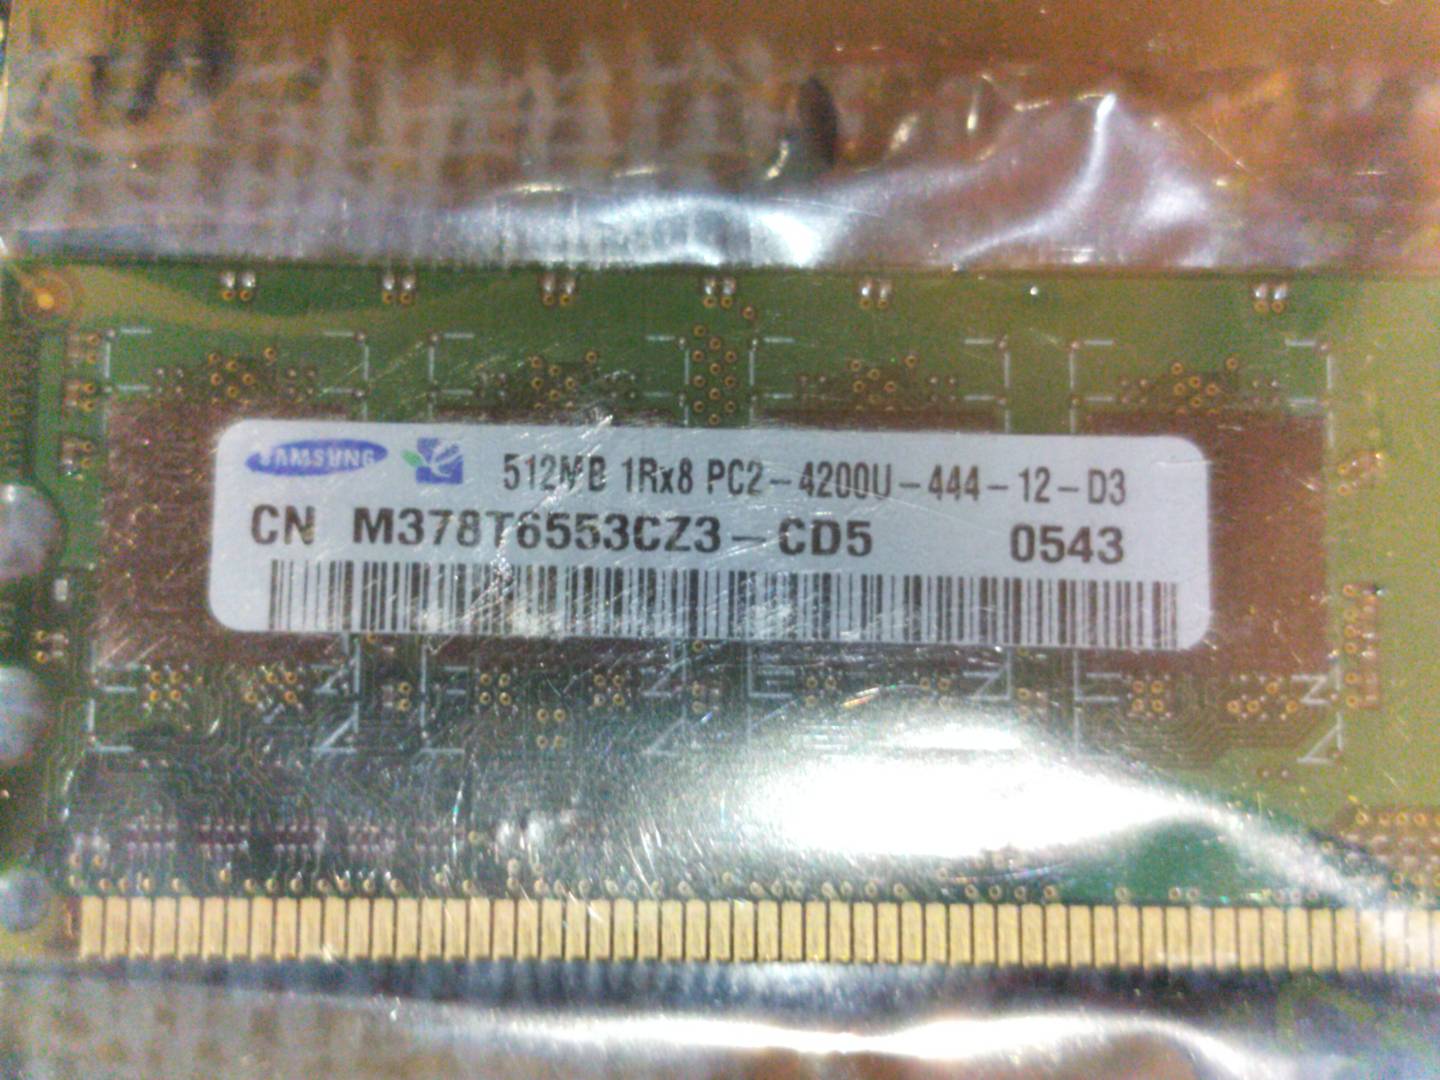 SAMSUNG 512MB 1Rx8 PC2-4200U-444-12-D3
CN M378T6553CZ3-CD5 0543